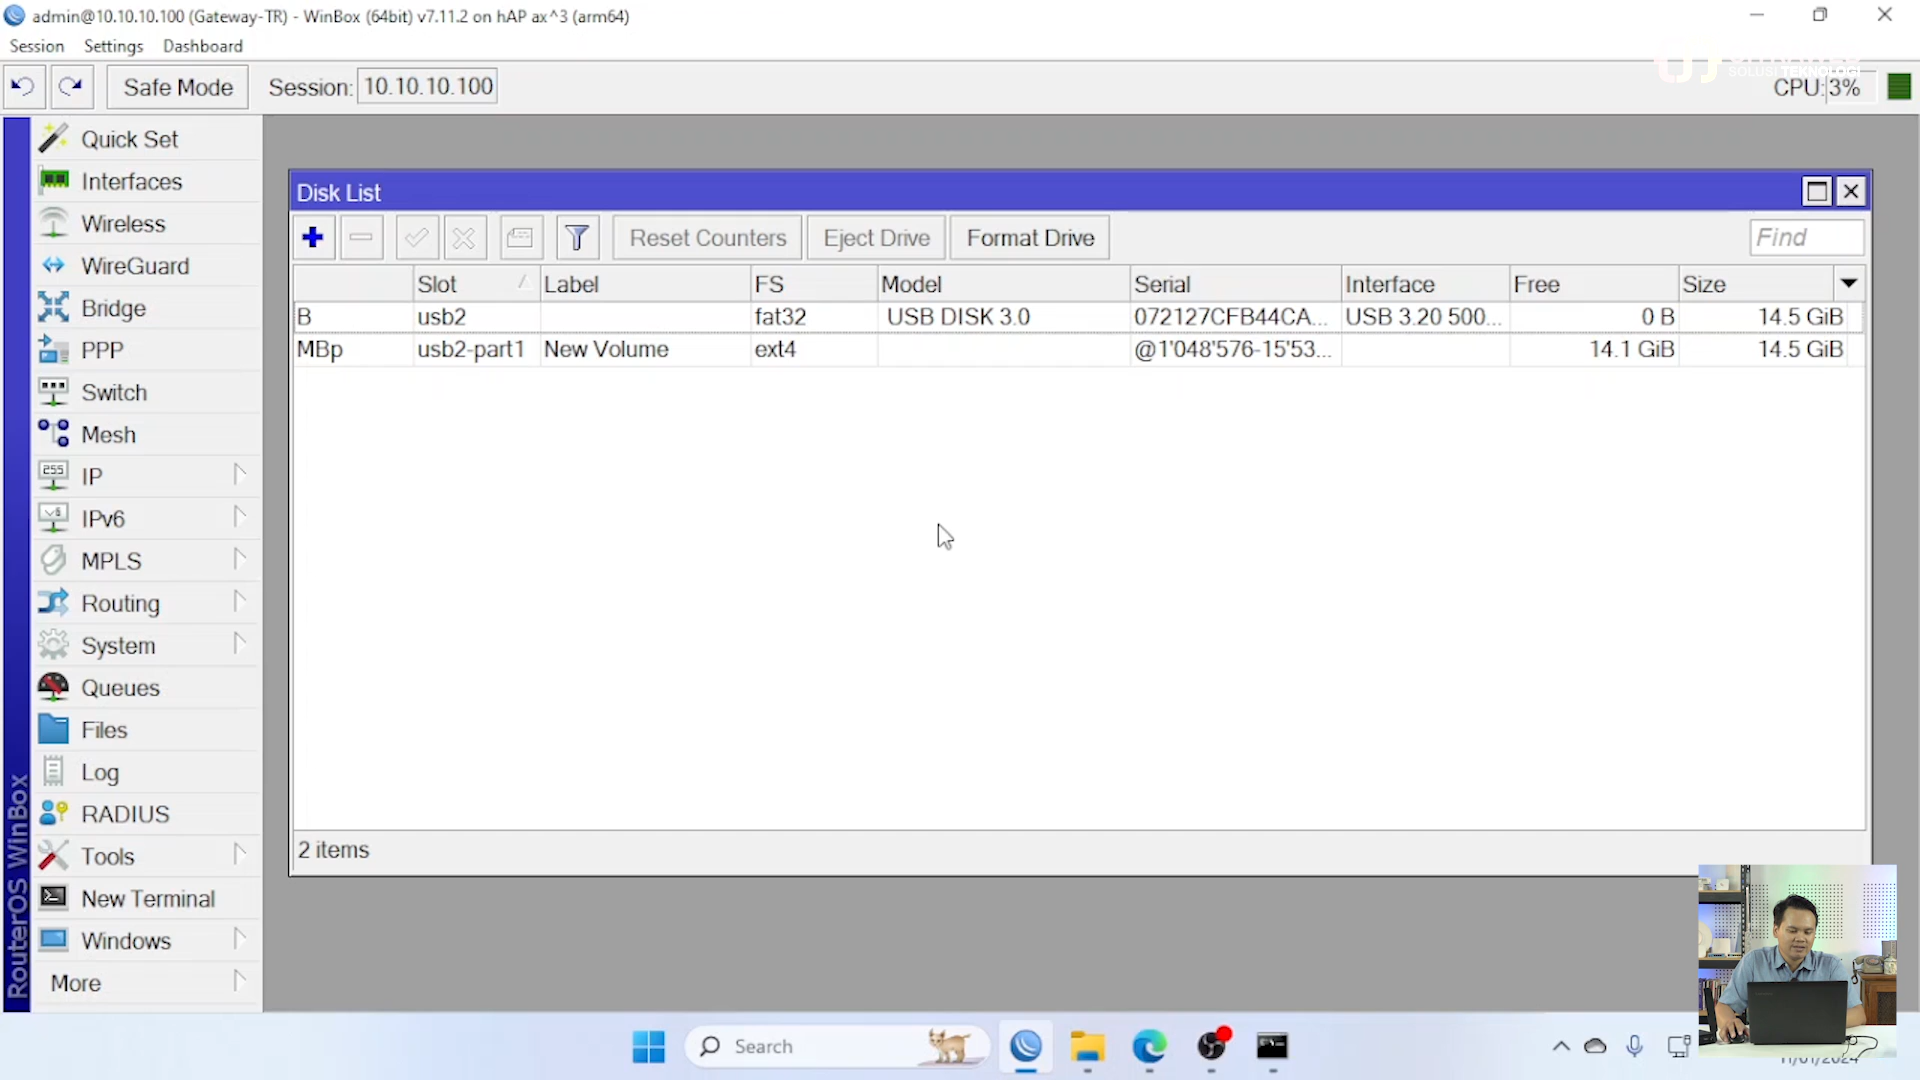 admin@10.10.10.100 (Gateway-TR) - WinBox (64bit) v7.11.2 on hAP ax^3 (arm64)
Session Settings Dashboard
Safe Mode Session: 10.10.10.100
SOLUSI TEKNOLOGI
CPU:3%
Quick Set
Interfaces
Wireless
WireGuard
Bridge
PPP
Switch
Mesh
IP
IPv6
MPLS
Routing
System
Queues
Files
Log
RADIUS
Tools
New Terminal
Windows
More
RouterOS WinBox
Disk List
Reset Counters Eject Drive Format Drive Find
Slot Label FS Model Serial Interface Free Size
B usb2 fat32 USB DISK 3.0 072127CFB44CA... USB 3.20 500... 0 B 14.5 GiB
MBp usb2-part1 New Volume ext4 @1'048'576-15'53... 14.1 GiB 14.5 GiB
2 items
Search
11/01/2024